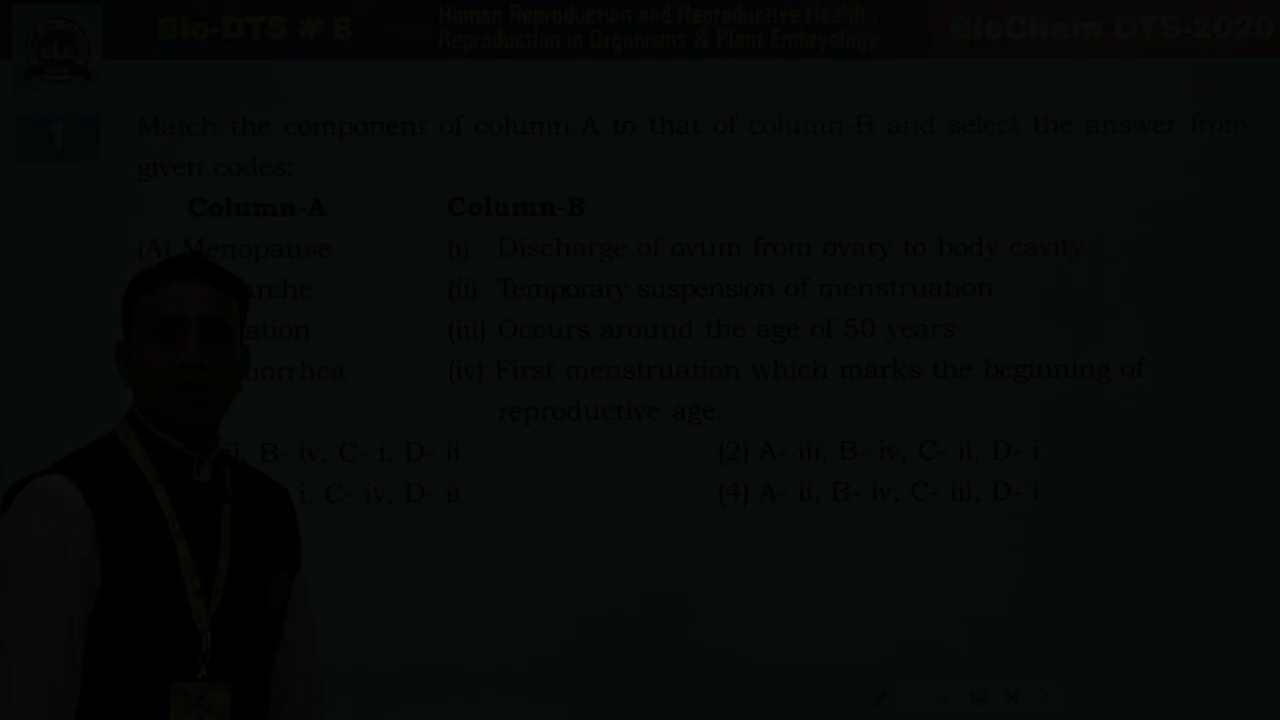 CLC
Bio-DTS # 8
Human Reproduction and Reproductive Health ,
Reproduction in Organisms & Plant Embryology
BioChem DTS-2020
1
Match the component of column-A to that of column-B and select the answer from
given codes:
Column-A Column-B
(A) Menopause (i) Discharge of ovum from ovary to body cavity
arche (ii) Temporary suspension of menstruation
ation (iii) Occurs around the age of 50 years
norrhea (iv) First menstruation which marks the beginning of
reproductive age.
ii, B- iv, C- i, D- ii (2) A- iii, B- iv, C- ii, D- i
i, C- iv, D- ii (4) A- ii, B- iv, C- iii, D- i